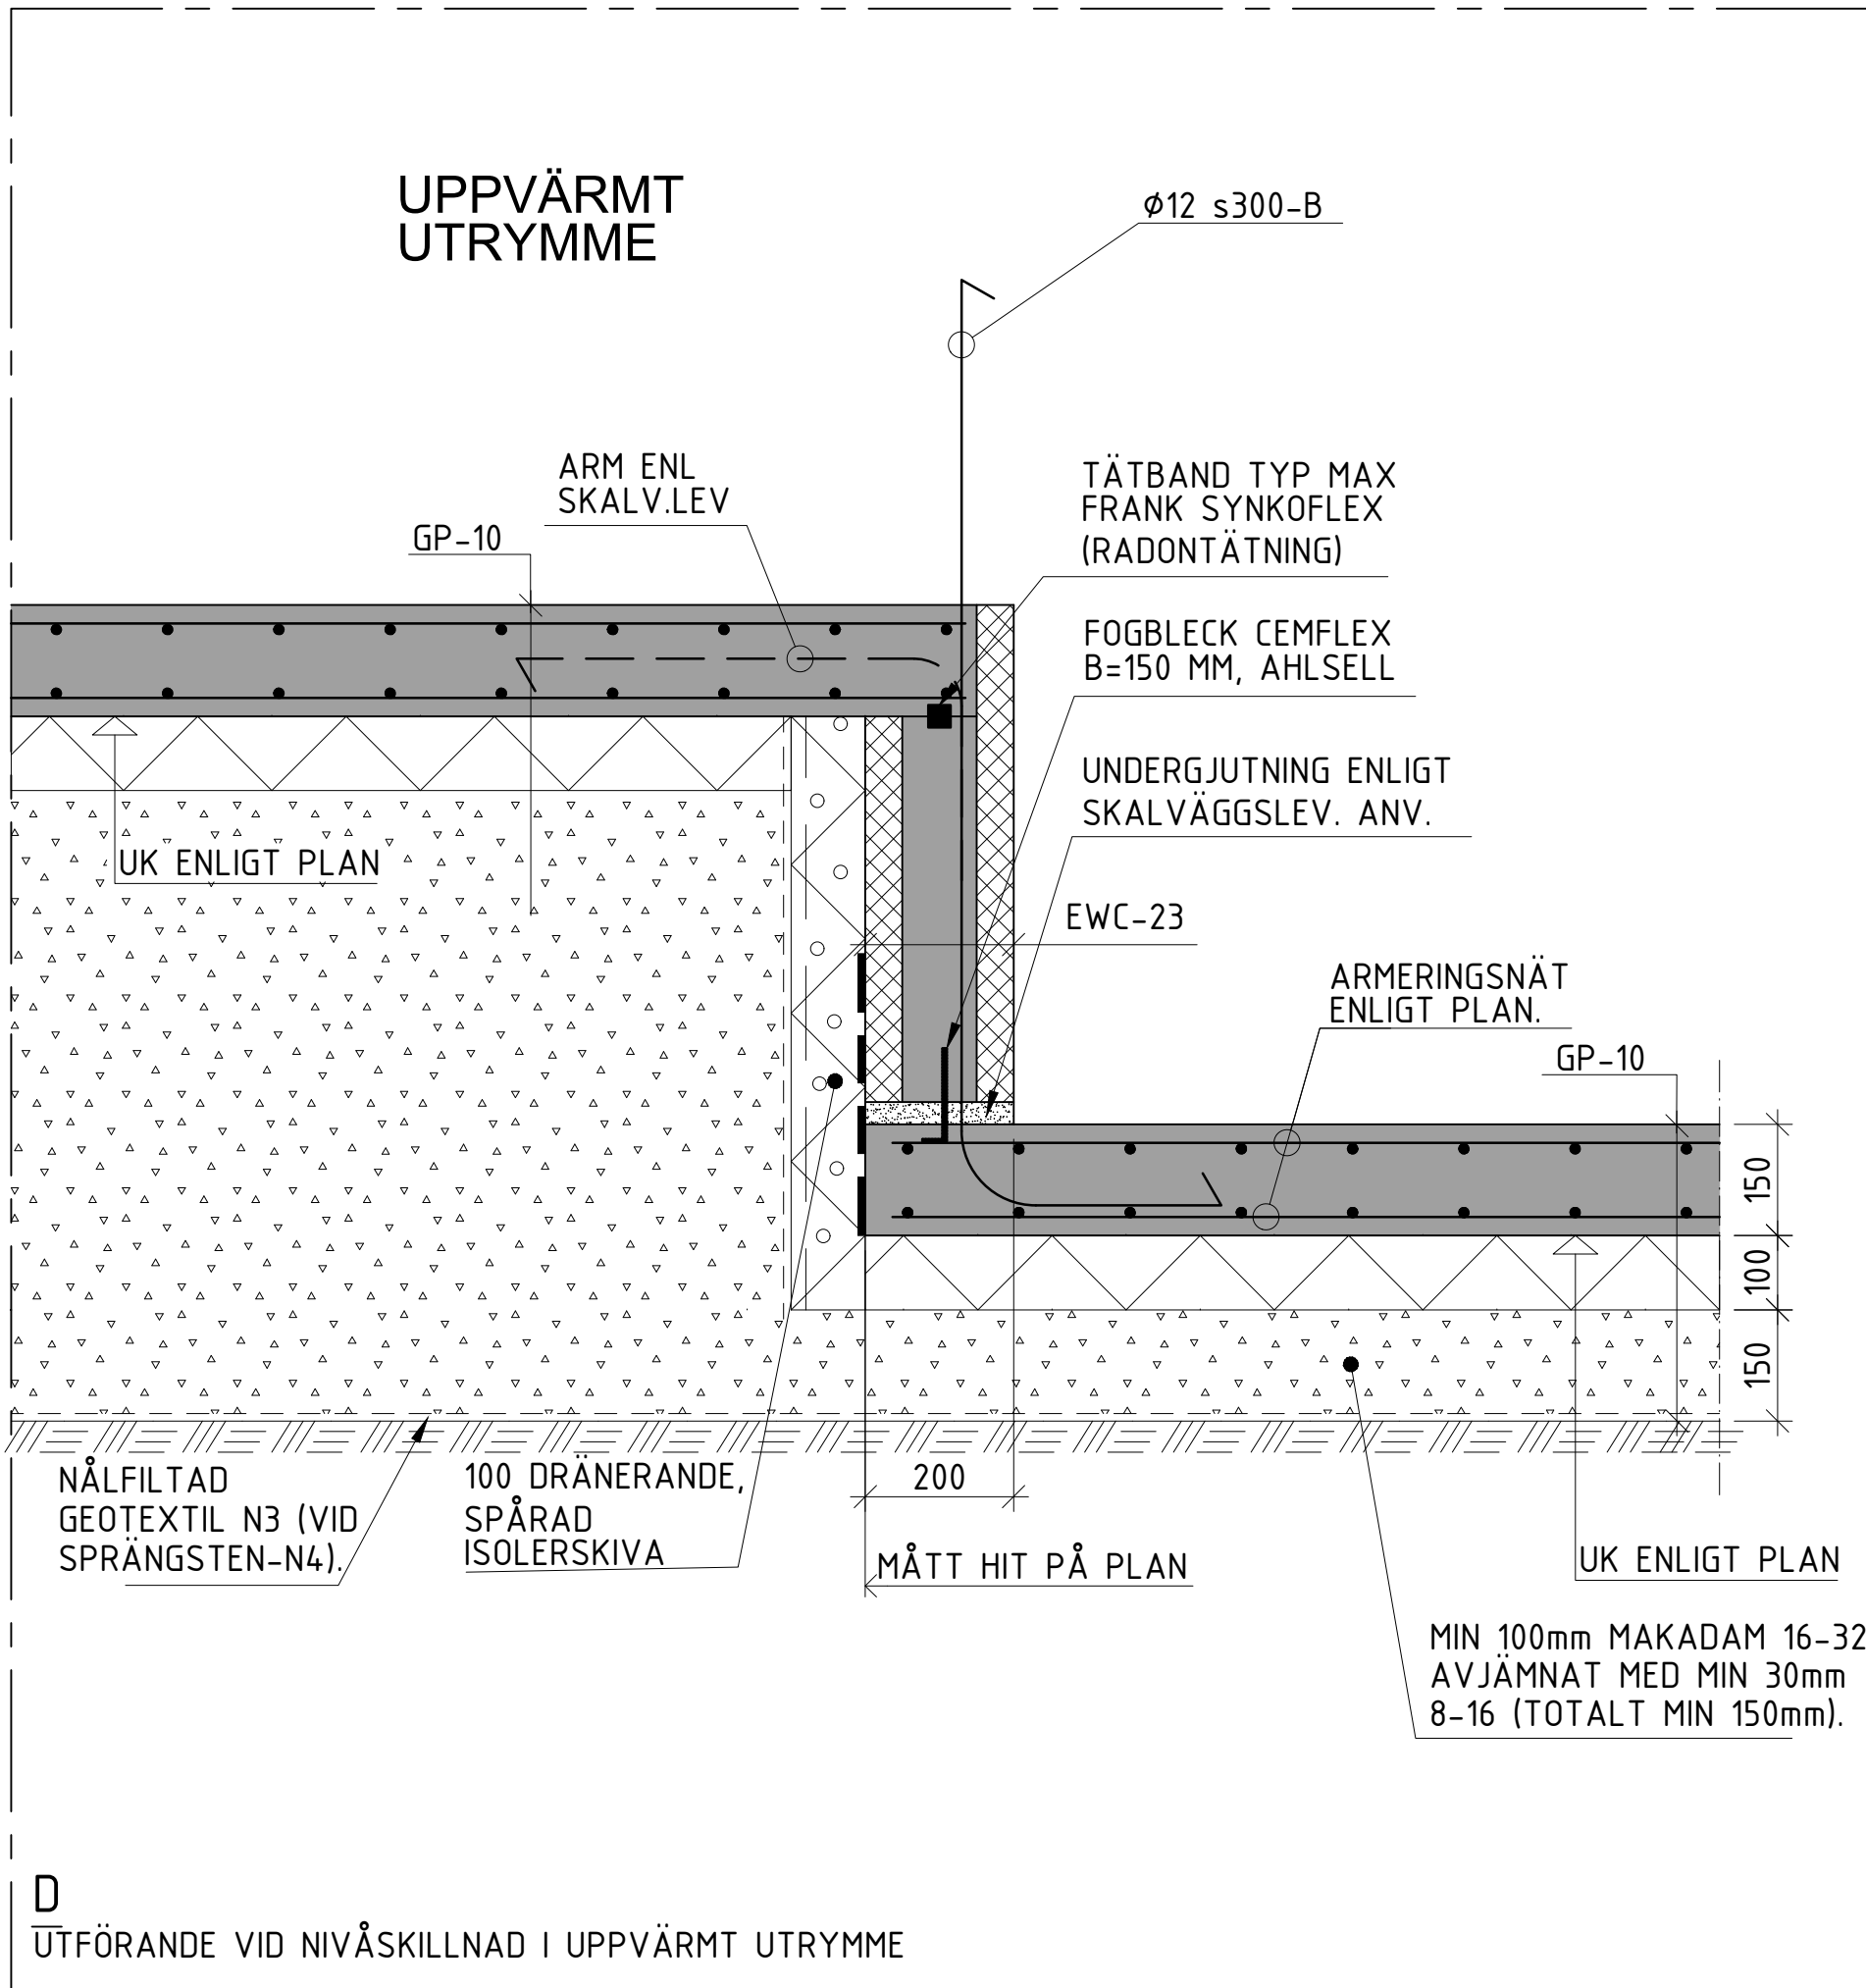 UPPVÄRMT
UTRYMME
ϕ12 s300-B
ARM ENL
SKALV.LEV
GP-10
TÄTBAND TYP MAX
FRANK SYNKOFLEX
(RADONTÄTNING)
FOGBLECK CEMFLEX
B=150 MM, AHLSELL
UNDERGJUTNING ENLIGT
SKALVÄGGSLEV. ANV.
UK ENLIGT PLAN
EWC-23
ARMERINGSNÄT
ENLIGT PLAN.
GP-10
150
100
150
NÅLFILTAD
GEOTEXTIL N3 (VID
SPRÄNGSTEN-N4).
100 DRÄNERANDE,
SPÅRAD
ISOLERSKIVA
200
MÅTT HIT PÅ PLAN
UK ENLIGT PLAN
MIN 100mm MAKADAM 16-32
AVJÄMNAT MED MIN 30mm
8-16 (TOTALT MIN 150mm).
D
UTFÖRANDE VID NIVÅSKILLNAD I UPPVÄRMT UTRYMME